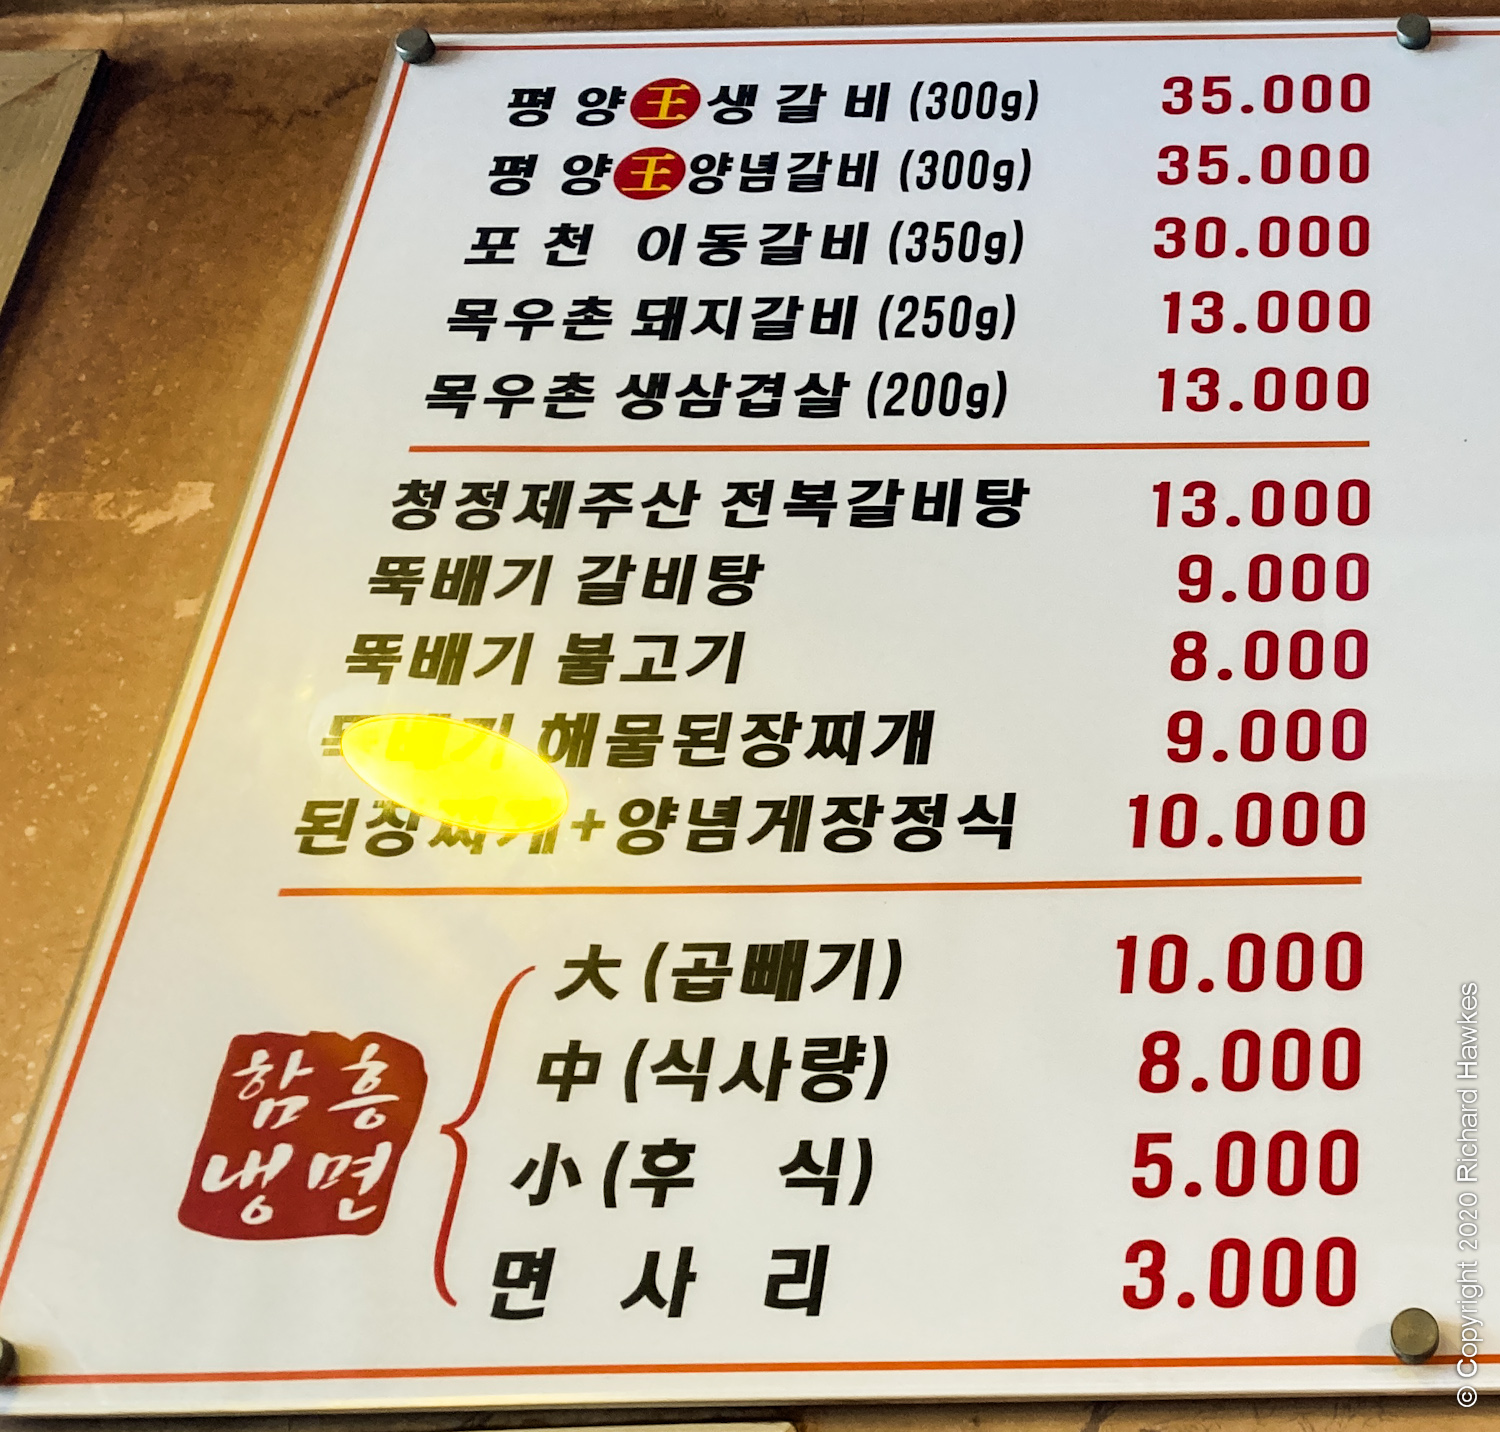 평양王생갈비 (300g) 35.000
평양王양념갈비 (300g) 35.000
포천 이동갈비 (350g) 30.000
목우촌 돼지갈비 (250g) 13.000
목우촌 생삼겹살 (200g) 13.000
청정제주산 전복갈비탕 13.000
뚝배기 갈비탕 9.000
뚝배기 불고기 8.000
뚝배기 해물된장찌개 9.000
된장찌개+양념게장정식 10.000
함흥
냉면
大 (곱빼기) 10.000
中 (식사량) 8.000
小 (후식) 5.000
면사리 3.000
© Copyright 2020 Richard Hawkes